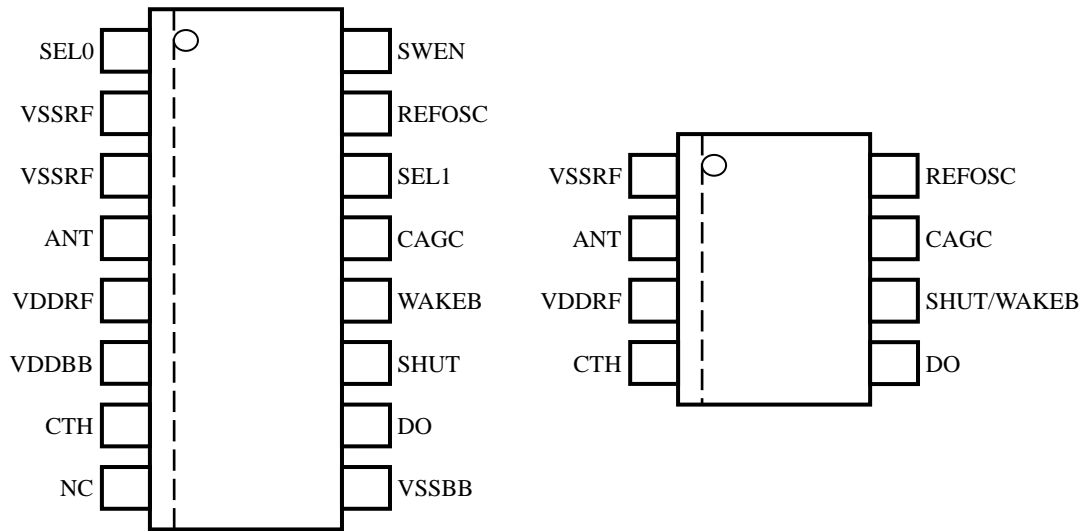 SEL0
VSSRF
VSSRF
ANT
VDDRF
VDDBB
CTH
NC
SWEN
REFOSC
SEL1
CAGC
WAKEB
SHUT
DO
VSSBB
VSSRF
ANT
VDDRF
CTH
REFOSC
CAGC
SHUT/WAKEB
DO